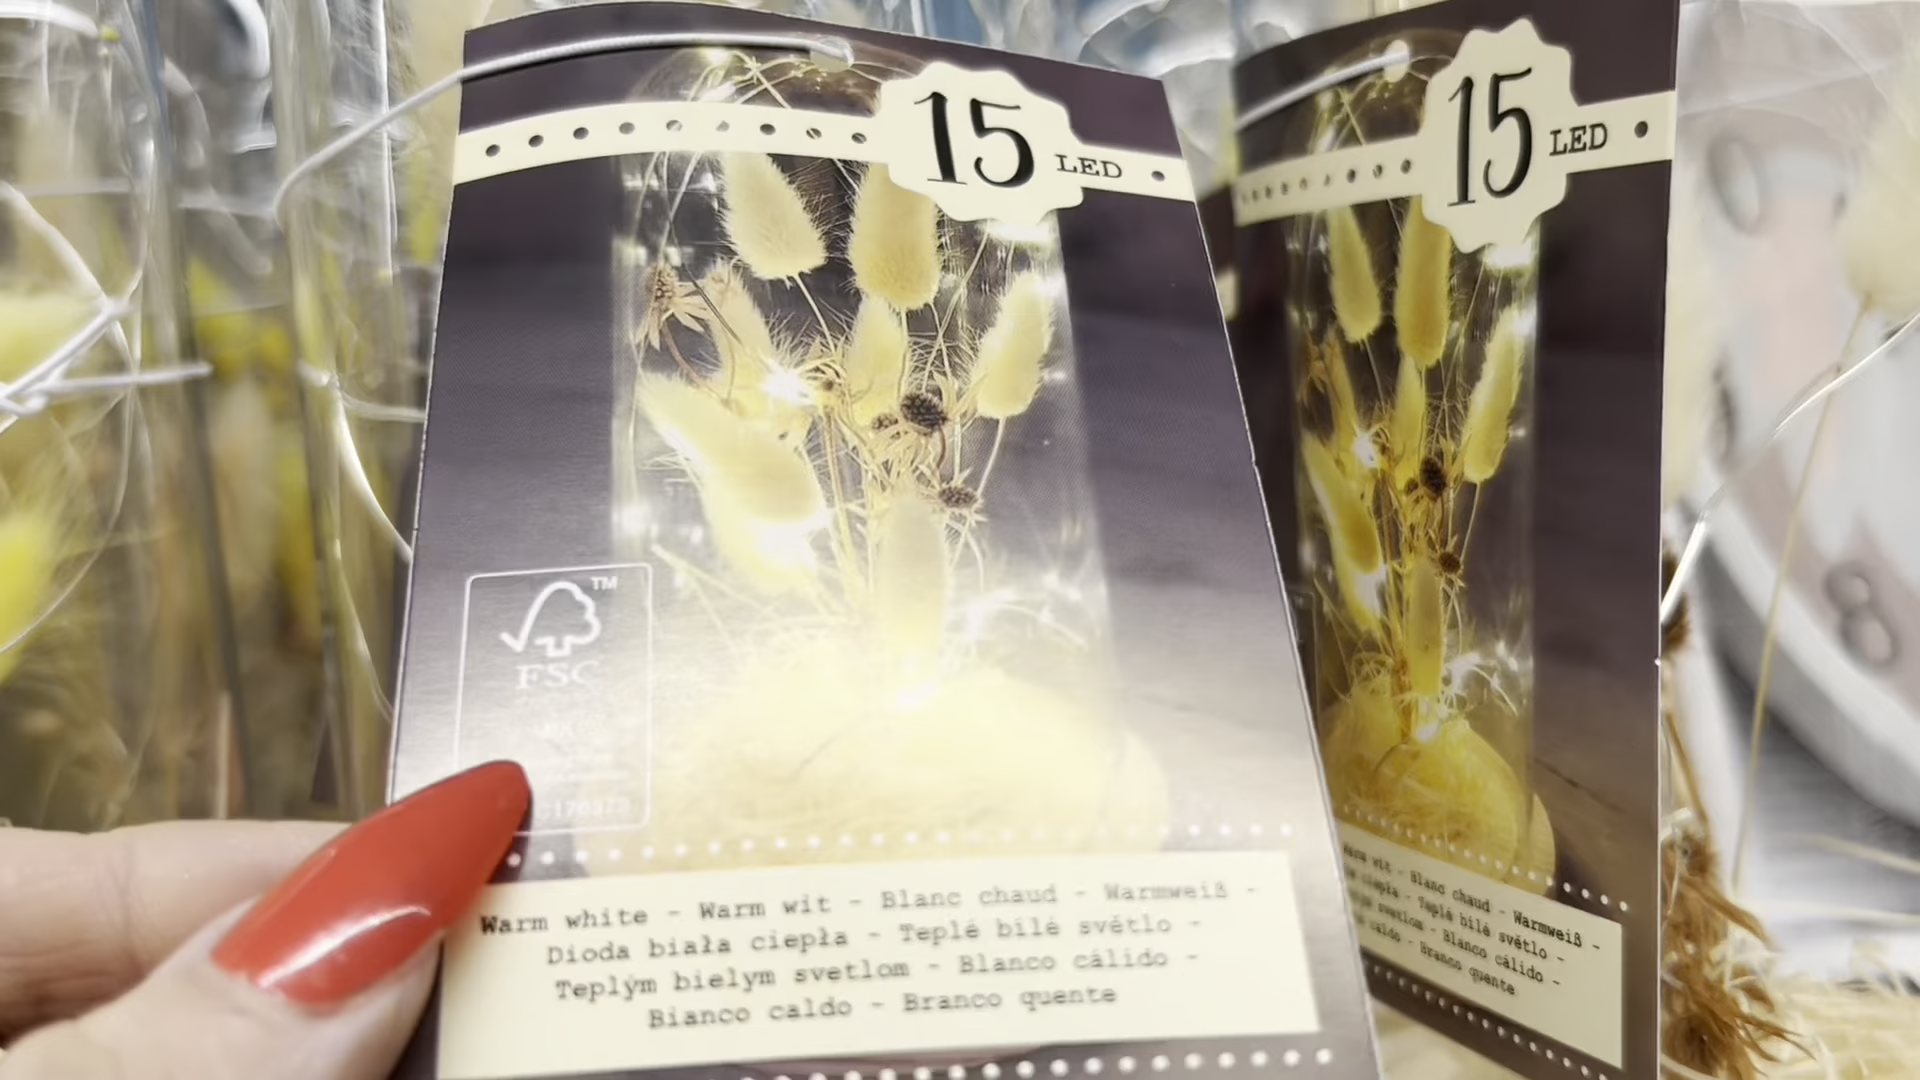 15 LED
TM
FSC
Warm white - Warm wit - Blanc chaud - Warmweiß -
Dioda biała ciepła - Teplé bílé světlo -
Teplým bielym svetlom - Blanco cálido -
Bianco caldo - Branco quente
15 LED
Warm wit - Blanc chaud - Warmweiß -
ciepła - Teplé bílé světlo -
svetlom - Blanco cálido -
caldo - Branco quente
8